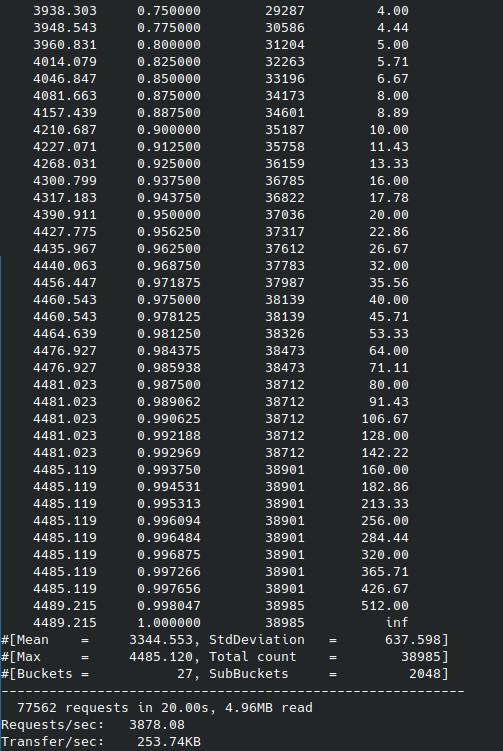 3938.303     0.750000        29287         4.00
3948.543     0.775000        30586         4.44
3960.831     0.800000        31204         5.00
4014.079     0.825000        32263         5.71
4046.847     0.850000        33196         6.67
4081.663     0.875000        34173         8.00
4157.439     0.887500        34601         8.89
4210.687     0.900000        35187        10.00
4227.071     0.912500        35758        11.43
4268.031     0.925000        36159        13.33
4300.799     0.937500        36785        16.00
4317.183     0.943750        36822        17.78
4390.911     0.950000        37036        20.00
4427.775     0.956250        37317        22.86
4435.967     0.962500        37612        26.67
4440.063     0.968750        37783        32.00
4456.447     0.971875        37987        35.56
4460.543     0.975000        38139        40.00
4460.543     0.978125        38139        45.71
4464.639     0.981250        38326        53.33
4476.927     0.984375        38473        64.00
4476.927     0.985938        38473        71.11
4481.023     0.987500        38712        80.00
4481.023     0.989062        38712        91.43
4481.023     0.990625        38712       106.67
4481.023     0.992188        38712       128.00
4481.023     0.992969        38712       142.22
4485.119     0.993750        38901       160.00
4485.119     0.994531        38901       182.86
4485.119     0.995313        38901       213.33
4485.119     0.996094        38901       256.00
4485.119     0.996484        38901       284.44
4485.119     0.996875        38901       320.00
4485.119     0.997266        38901       365.71
4485.119     0.997656        38901       426.67
4489.215     0.998047        38985       512.00
4489.215     1.000000        38985          inf
#[Mean    =     3344.553, StdDeviation   =      637.598]
#[Max     =     4485.120, Total count    =        38985]
#[Buckets =           27, SubBuckets     =         2048]
----------------------------------------------------------
77562 requests in 20.00s, 4.96MB read
Requests/sec:   3878.08
Transfer/sec:    253.74KB